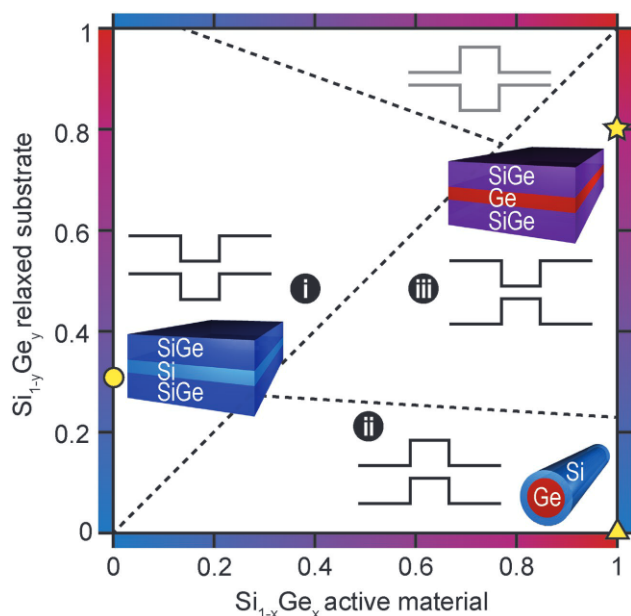 1
0.8
0.6
0.4
0.2
0
0
0.2
0.4
0.6
0.8
1
Si1-yGey relaxed substrate
Si1-xGex active material
SiGe
Ge
SiGe
i
iii
SiGe
Si
SiGe
ii
Si
Ge